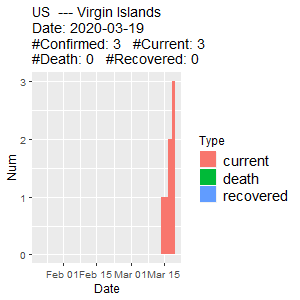 US --- Virgin Islands
Date: 2020-03-19
#Confirmed: 3 #Current: 3
#Death: 0 #Recovered: 0
3
2
1
0
Num
Feb 01 Feb 15 Mar 01 Mar 15
Date
Type
current
death
recovered